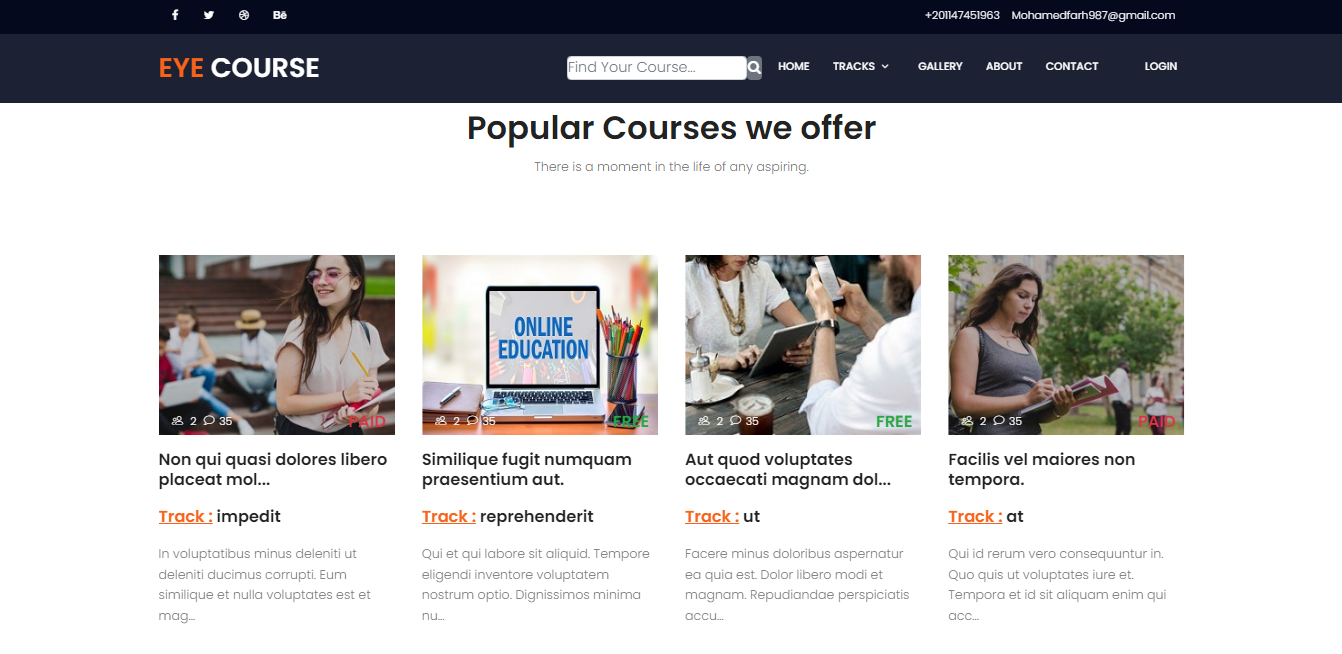 Bē
+201147451963 Mohamedfarh987@gmail.com
EYE COURSE
Find Your Course...
HOME TRACKS GALLERY ABOUT CONTACT LOGIN
Popular Courses we offer
There is a moment in the life of any aspiring.
2 35 PAID
ONLINE
EDUCATION
2 35 FREE
2 35 FREE
2 35 PAID
Non qui quasi dolores libero
placeat mol...
Track : impedit
In voluptatibus minus deleniti ut
deleniti ducimus corrupti. Eum
similique et nulla voluptates est et
mag...
Similique fugit numquam
praesentium aut.
Track : reprehenderit
Qui et qui labore sit aliquid. Tempore
eligendi inventore voluptatem
nostrum optio. Dignissimos minima
nu...
Aut quod voluptates
occaecati magnam dol...
Track : ut
Facere minus doloribus aspernatur
ea quia est. Dolor libero modi et
magnam. Repudiandae perspiciatis
accu...
Facilis vel maiores non
tempora.
Track : at
Qui id rerum vero consequuntur in.
Quo quis ut voluptates iure et.
Tempora et id sit aliquam enim qui
acc...